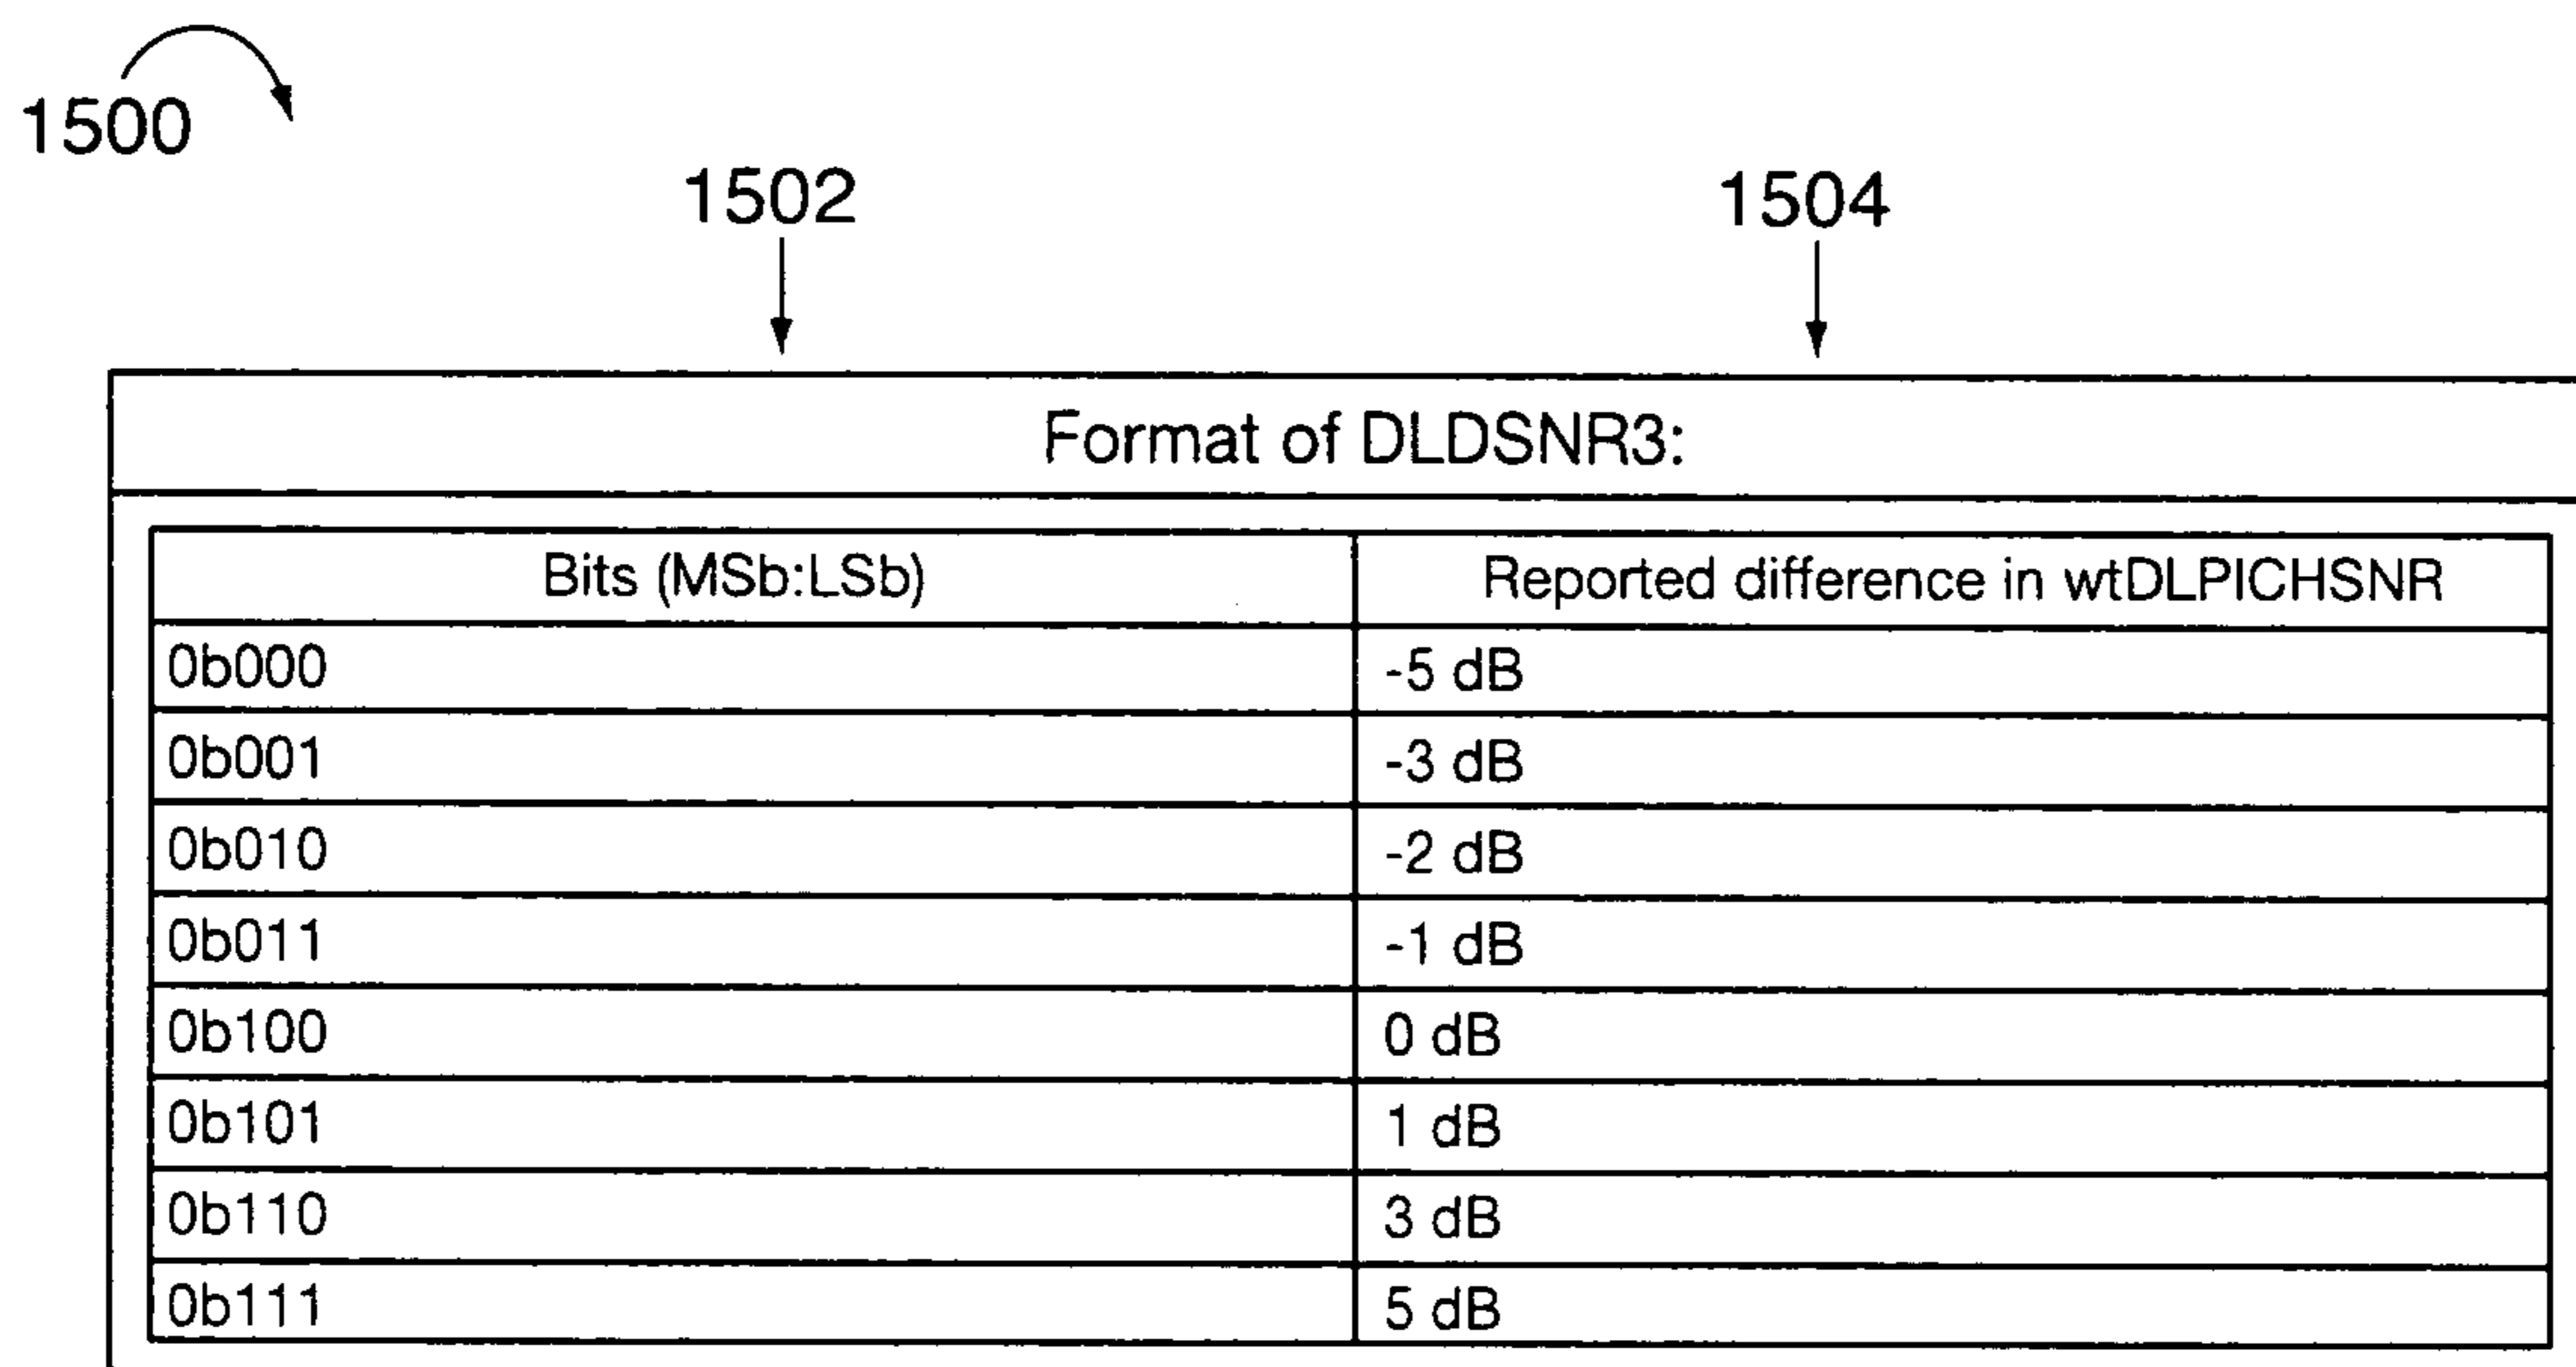 1500
1502 1504
Format of DLDSNR3:
Bits (MSb:LSb) Reported difference in wtDLPICHSNR
0b000 -5 dB
0b001 -3 dB
0b010 -2 dB
0b011 -1 dB
0b100 0 dB
0b101 1 dB
0b110 3 dB
0b111 5 dB